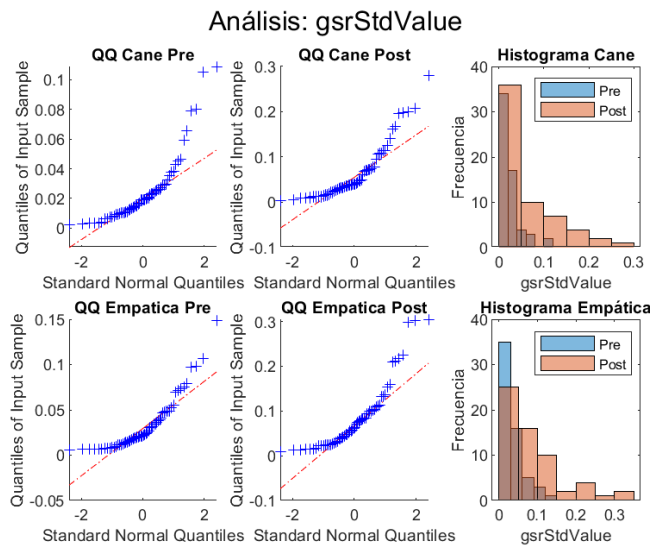 Análisis: gsrStdValue
QQ Cane Pre
Quantiles of Input Sample
0.1
0.08
0.06
0.04
0.02
0
-2
0
2
Standard Normal Quantiles
QQ Cane Post
Quantiles of Input Sample
0.3
0.2
0.1
0
-0.1
-2
0
2
Standard Normal Quantiles
Histograma Cane
Frecuencia
40
30
20
10
0
Pre
Post
0
0.1
0.2
0.3
gsrStdValue
QQ Empatica Pre
Quantiles of Input Sample
0.15
0.1
0.05
0
-0.05
-2
0
2
Standard Normal Quantiles
QQ Empatica Post
Quantiles of Input Sample
0.3
0.2
0.1
0
-0.1
-2
0
2
Standard Normal Quantiles
Histograma Empática
Frecuencia
40
30
20
10
0
Pre
Post
0
0.1
0.2
0.3
gsrStdValue